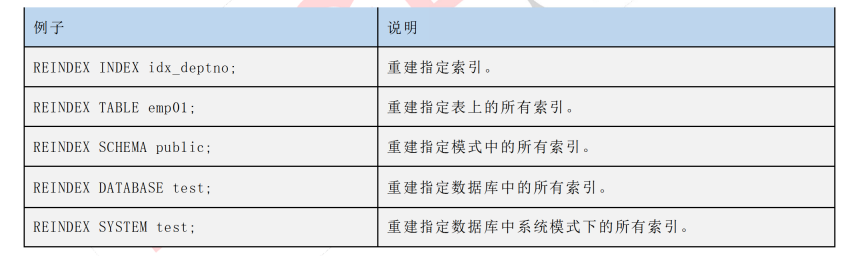 例子 说明
REINDEX INDEX idx_deptno; 重建指定索引。
REINDEX TABLE emp01; 重建指定表上的所有索引。
REINDEX SCHEMA public; 重建指定模式中的所有索引。
REINDEX DATABASE test; 重建指定数据库中的所有索引。
REINDEX SYSTEM test; 重建指定数据库中系统模式下的所有索引。